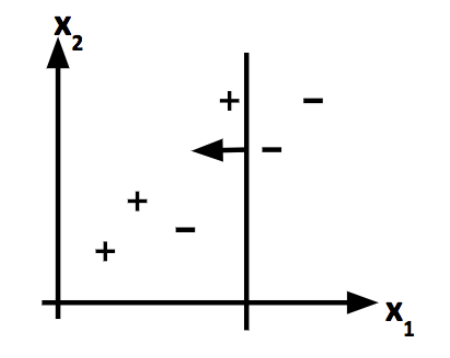 x₂
+ −
−
+
−
+
x₁